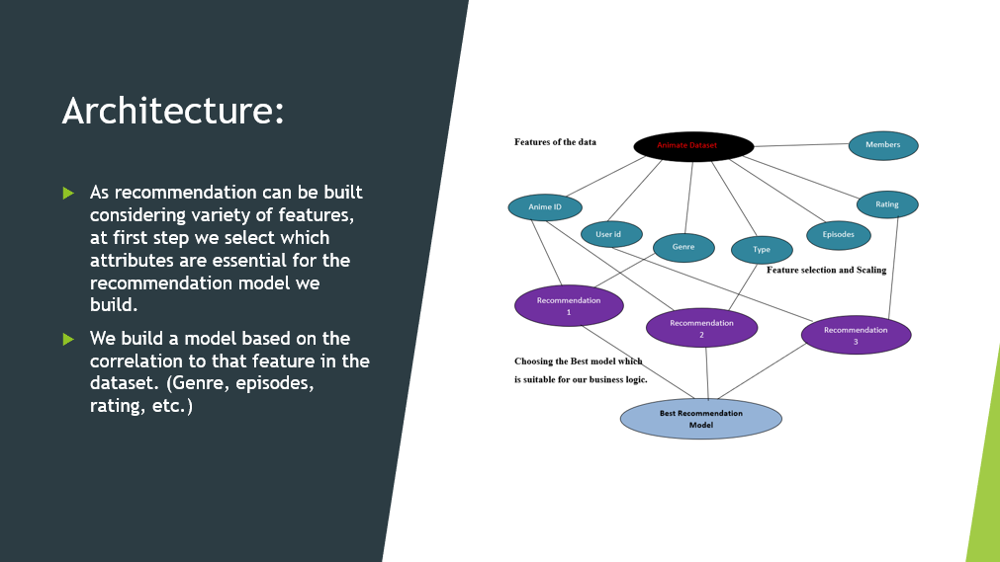 Architecture:
As recommendation can be built
considering variety of features,
at first step we select which
attributes are essential for the
recommendation model we
build.
We build a model based on the
correlation to that feature in the
dataset. (Genre, episodes,
rating, etc.)
Features of the data
Animate Dataset
Members
Anime ID
User id
Genre
Type
Episodes
Rating
Feature selection and Scaling
Recommendation
1
Recommendation
2
Recommendation
3
Choosing the Best model which
is suitable for our business logic.
Best Recommendation
Model